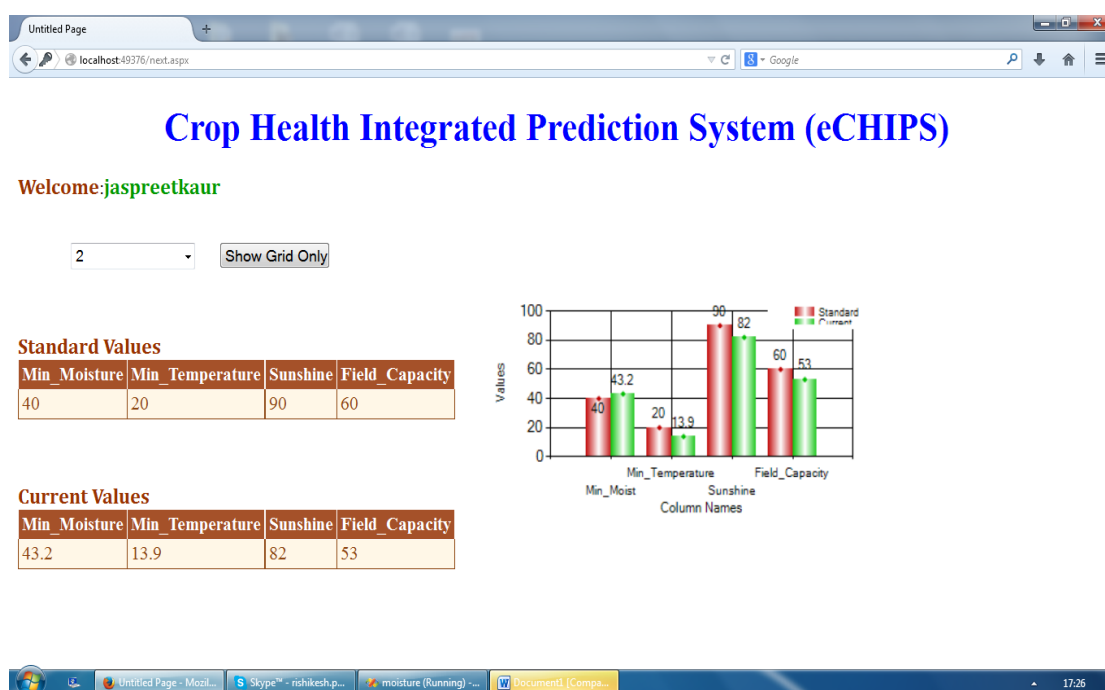 Untitled Page
localhost:49376/next.aspx
Google
Crop Health Integrated Prediction System (eCHIPS)
Welcome:jaspreetkaur
2
Show Grid Only
Standard Values
Min_Moisture Min_Temperature Sunshine Field_Capacity
40 20 90 60
Current Values
Min_Moisture Min_Temperature Sunshine Field_Capacity
43.2 13.9 82 53
Standard
Current
Values
100
80
60
40
20
0
40
43.2
20
13.9
90
82
60
53
Min_Moist
Min_Temperature
Sunshine
Field_Capacity
Column Names
Untitled Page - Mozil...
Skype™ - rishikesh.p...
moisture (Running) -...
Document1 [Compa...
17:26